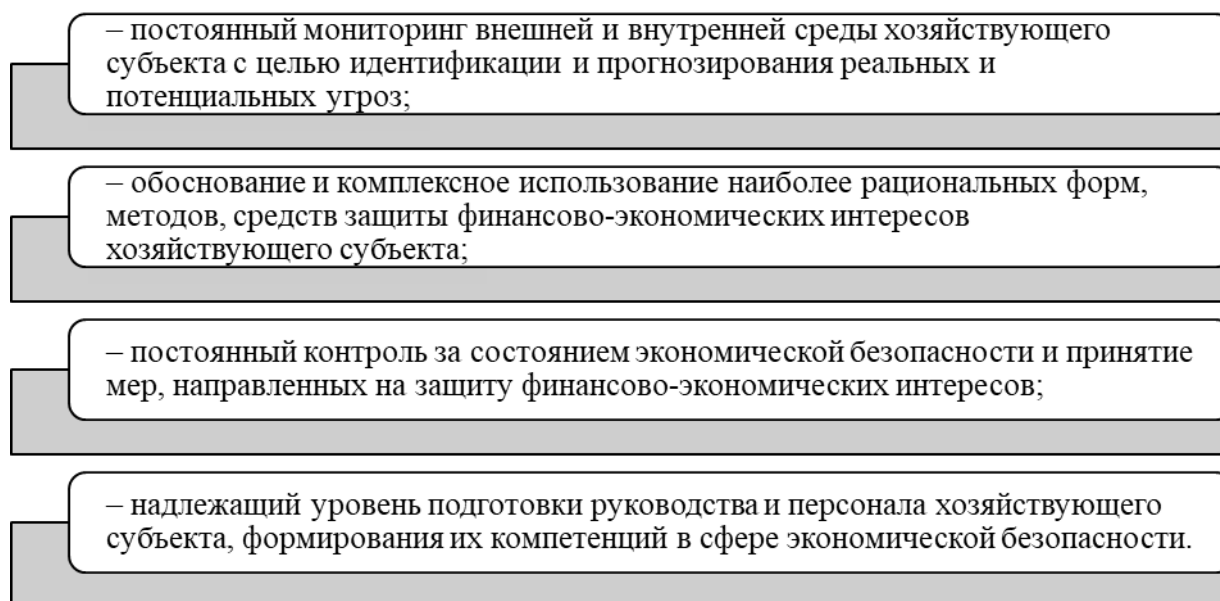 – постоянный мониторинг внешней и внутренней среды хозяйствующего
субъекта с целью идентификации и прогнозирования реальных и
потенциальных угроз;
– обоснование и комплексное использование наиболее рациональных форм,
методов, средств защиты финансово-экономических интересов
хозяйствующего субъекта;
– постоянный контроль за состоянием экономической безопасности и принятие
мер, направленных на защиту финансово-экономических интересов;
– надлежащий уровень подготовки руководства и персонала хозяйствующего
субъекта, формирования их компетенций в сфере экономической безопасности.